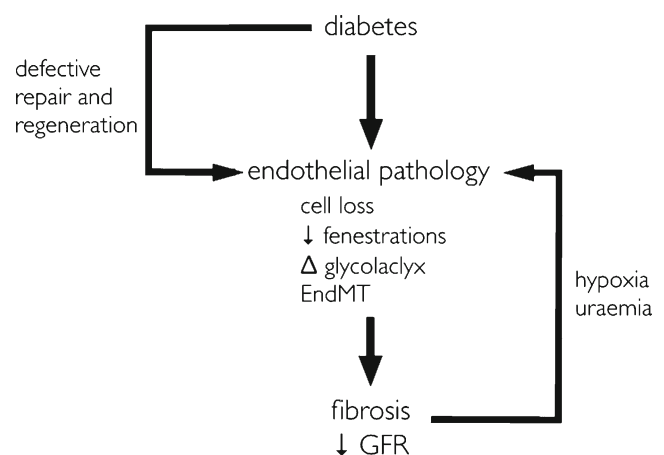 diabetes
defective
repair and
regeneration
endothelial pathology
cell loss
↓ fenestrations
Δ glycolaclyx
EndMT
hypoxia
uraemia
fibrosis
↓ GFR